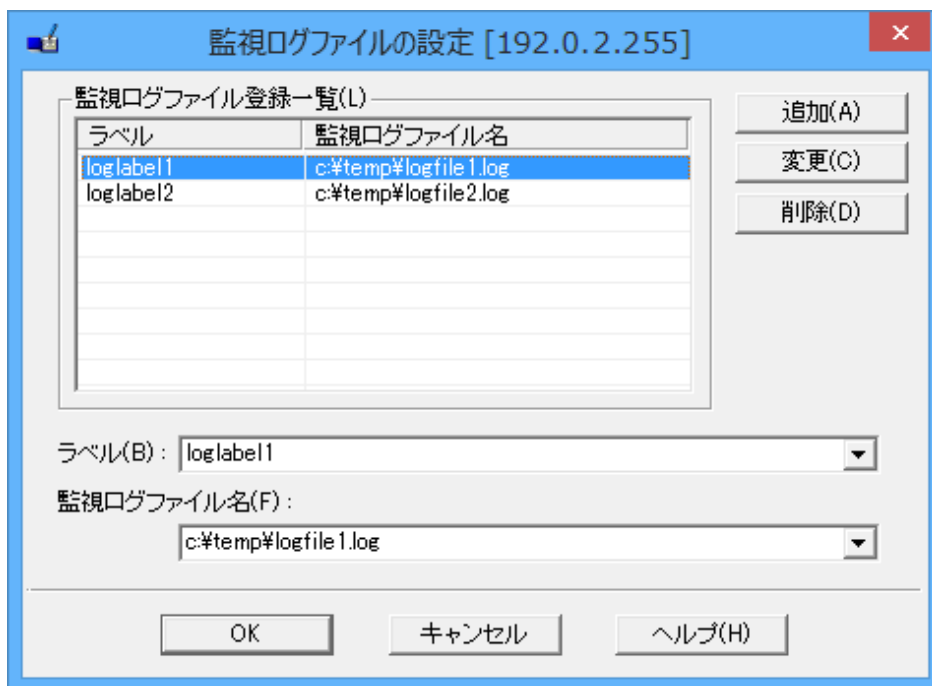 監視ログファイルの設定 [192.0.2.255]
監視ログファイル登録一覧(L)
ラベル 監視ログファイル名
loglabel1 c:¥temp¥logfile1.log
loglabel2 c:¥temp¥logfile2.log
追加(A)
変更(C)
削除(D)
ラベル(B) : loglabel1
監視ログファイル名(F) :
c:¥temp¥logfile1.log
OK キャンセル ヘルプ(H)